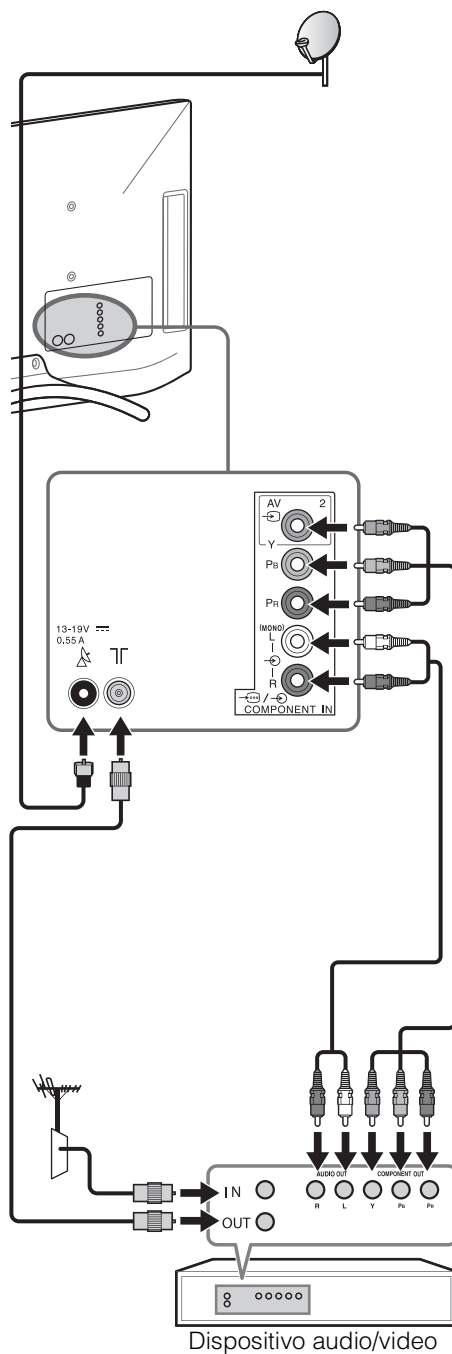 AV 2
Y
PB
PR
(MONO)
L
R
COMPONENT IN
13-19V
0.55 A
AUDIO OUT COMPONENT OUT
R L Y PB PR
IN
OUT
Dispositivo audio/video